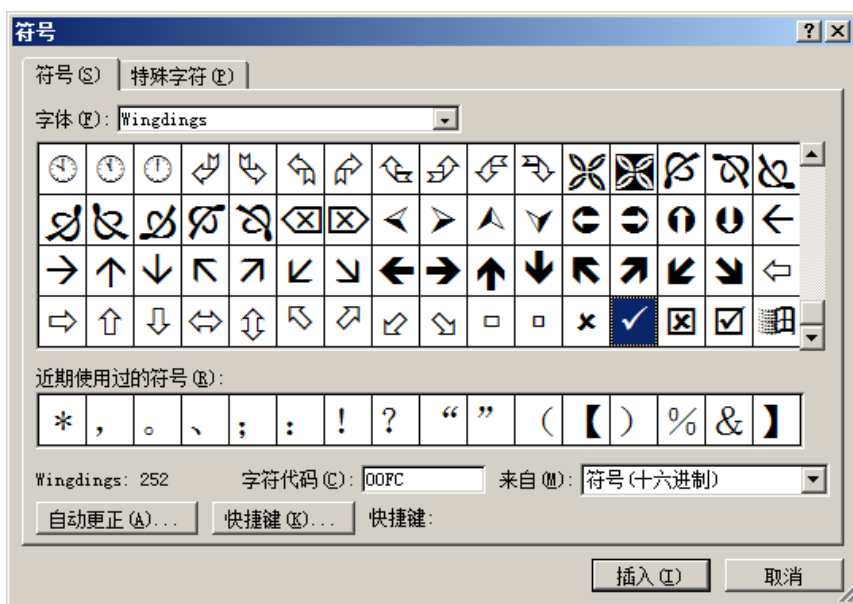 符号
符号(S) 特殊字符(P)
字体(F): Wingdings
近期使用过的符号(R):
* , 。 、 ; : ! ? “ ” ( 【 ) % & 】
Wingdings: 252 字符代码(C): 00FC 来自(M): 符号(十六进制)
自动更正(A)... 快捷键(K)... 快捷键:
插入(I) 取消